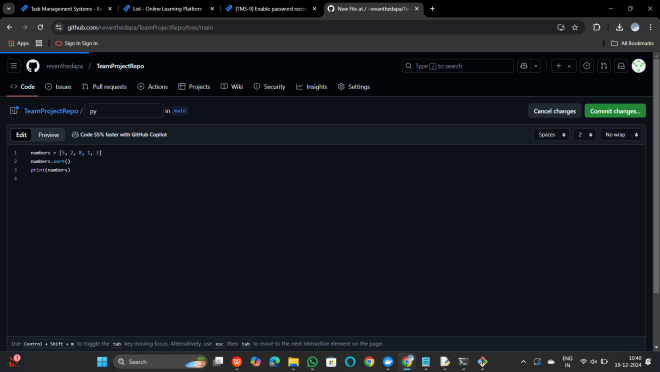 Task Management Systems - Ba
List - Online Learning Platform
[TMS-9] Enable password recov
New File at / - revanthedapa/Te
github.com/revanthedapa/TeamProjectRepo/tree/main
Apps
Sign In Sign In
All Bookmarks
revanthedapa / TeamProjectRepo
Type / to search
Code
Issues
Pull requests
Actions
Projects
Wiki
Security
Insights
Settings
TeamProjectRepo / py in main
Cancel changes
Commit changes...
Edit
Preview
Code 55% faster with GitHub Copilot
Spaces
2
No wrap
1 numbers = [5, 2, 8, 1, 3]
2 numbers.sort()
3 print(numbers)
4
Use Control + Shift + m to toggle the tab key moving focus. Alternatively, use esc then tab to move to the next interactive element on the page.
Search
ENG
IN
10:40
19-12-2024